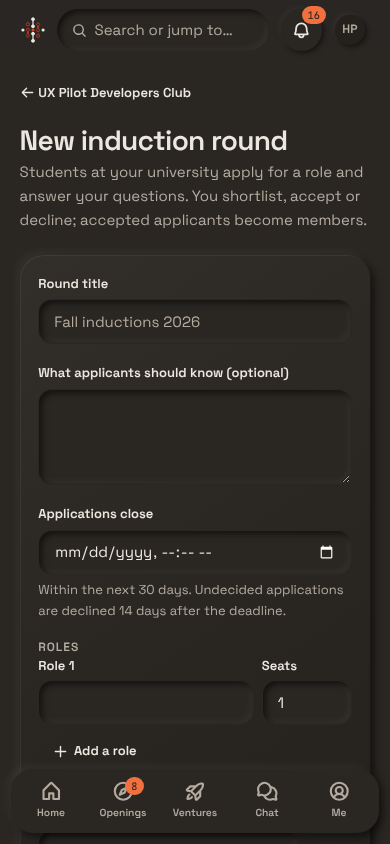 Search or jump to...
16
HP
← UX Pilot Developers Club
New induction round
Students at your university apply for a role and
answer your questions. You shortlist, accept or
decline; accepted applicants become members.
Round title
Fall inductions 2026
What applicants should know (optional)
Applications close
mm/dd/yyyy, --:-- --
Within the next 30 days. Undecided applications
are declined 14 days after the deadline.
ROLES
Role 1 Seats
1
+ Add a role
8
Home Openings Ventures Chat Me